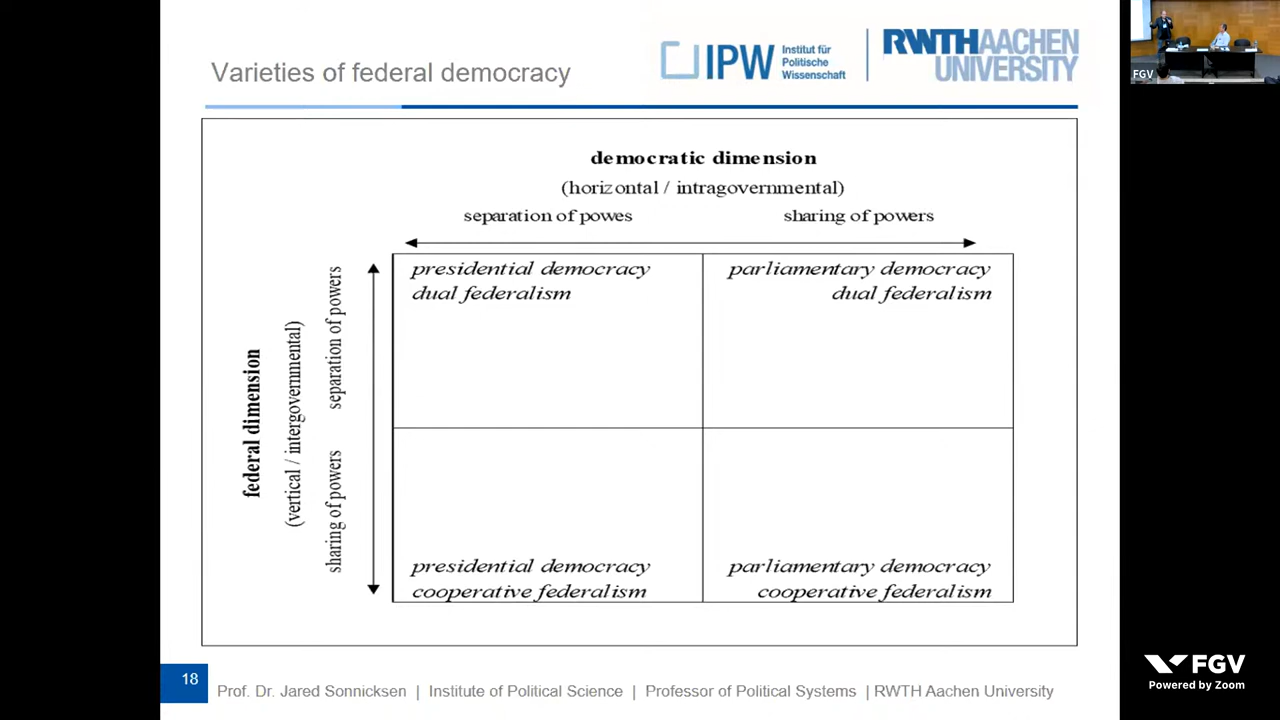 Varieties of federal democracy
IPW
Institut für
Politische
Wissenschaft
RWTHAACHEN
UNIVERSITY
FGV
democratic dimension
(horizontal / intragovernmental)
separation of powes
sharing of powers
federal dimension
(vertical / intergovernmental)
separation of powers
sharing of powers
presidential democracy
dual federalism
parliamentary democracy
dual federalism
presidential democracy
cooperative federalism
parliamentary democracy
cooperative federalism
18
Prof. Dr. Jared Sonnicksen | Institute of Political Science | Professor of Political Systems | RWTH Aachen University
FGV
Powered by Zoom